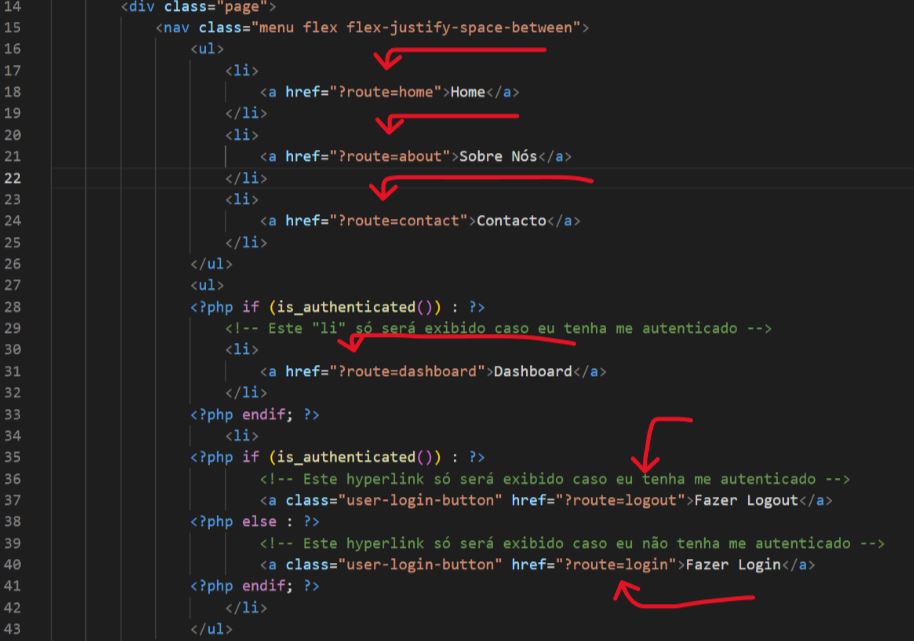 14 <div class="page">
15 <nav class="menu flex flex-justify-space-between">
16 <ul>
17 <li>
18 <a href="?route=home">Home</a>
19 </li>
20 <li>
21 <a href="?route=about">Sobre Nós</a>
22 </li>
23 <li>
24 <a href="?route=contact">Contacto</a>
25 </li>
26 </ul>
27 <ul>
28 <?php if (is_authenticated()) : ?>
29 <!-- Este "li" só será exibido caso eu tenha me autenticado -->
30 <li>
31 <a href="?route=dashboard">Dashboard</a>
32 </li>
33 <?php endif; ?>
34 <li>
35 <?php if (is_authenticated()) : ?>
36 <!-- Este hyperlink só será exibido caso eu tenha me autenticado -->
37 <a class="user-login-button" href="?route=logout">Fazer Logout</a>
38 <?php else : ?>
39 <!-- Este hyperlink só será exibido caso eu não tenha me autenticado -->
40 <a class="user-login-button" href="?route=login">Fazer Login</a>
41 <?php endif; ?>
42 </li>
43 </ul>